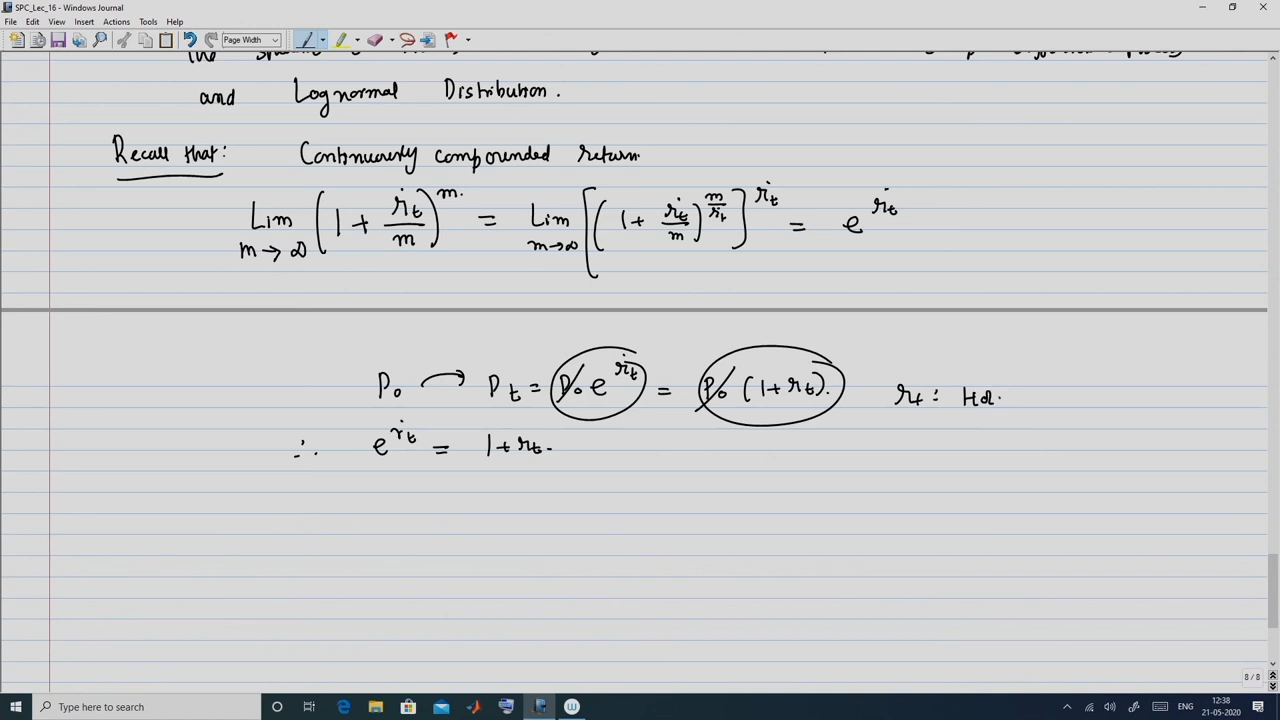 SPC_Lec_16 - Windows Journal
File Edit View Insert Actions Tools Help
Page Width
the
and Lognormal Distribution.
Recall that: Continuously compounded return.
Lim m→∞ (1 + ṙt/m)^m = Lim m→∞ [(1 + ṙt/m)^(m/ṙt)]^ṙt = e^ṙt
P₀ → Pt = P₀ e^ṙt = P₀ (1+rt). rt :
∴ e^ṙt = 1+rt.
8 / 8
Type here to search
ENG
12:38
21-05-2020